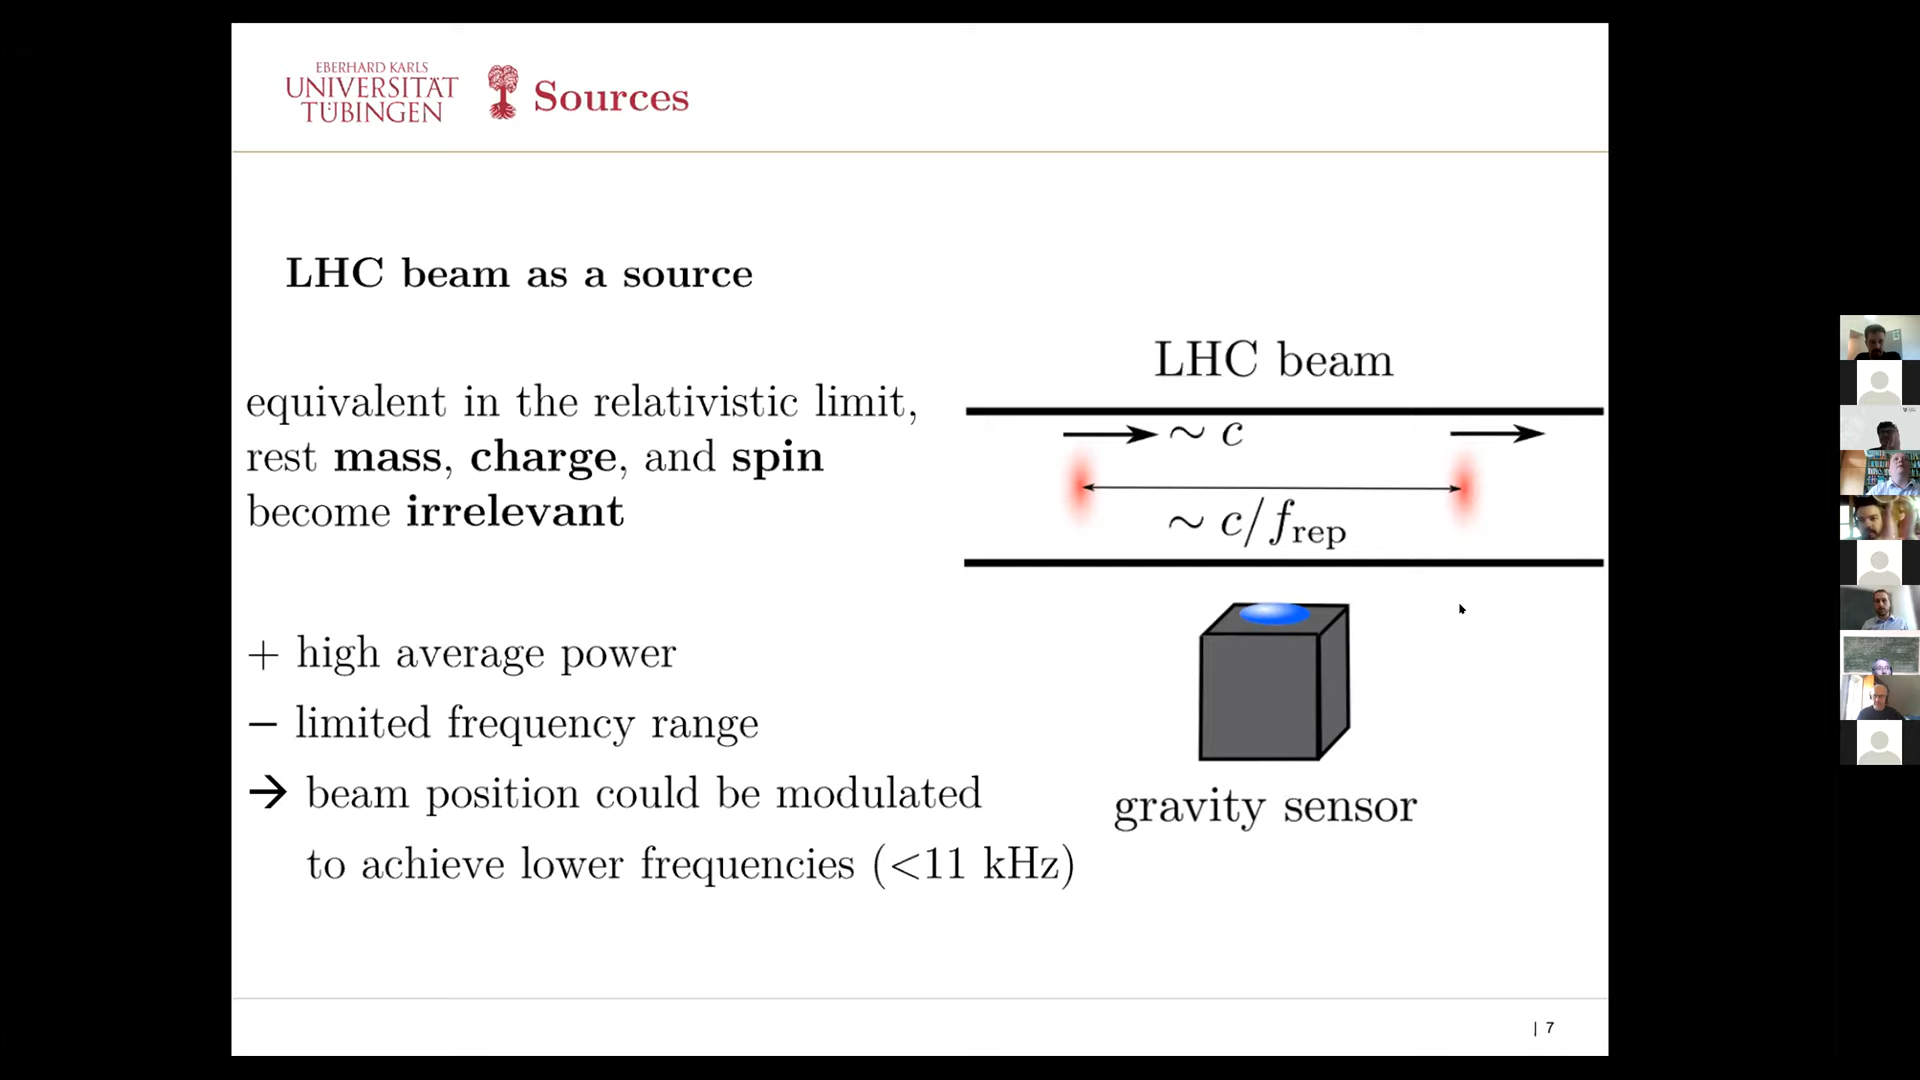 EBERHARD KARLS
UNIVERSITÄT
TÜBINGEN
Sources
LHC beam as a source
equivalent in the relativistic limit,
rest mass, charge, and spin
become irrelevant
+ high average power
− limited frequency range
→ beam position could be modulated
to achieve lower frequencies (<11 kHz)
LHC beam
~ c
~ c/f_rep
gravity sensor
| 7